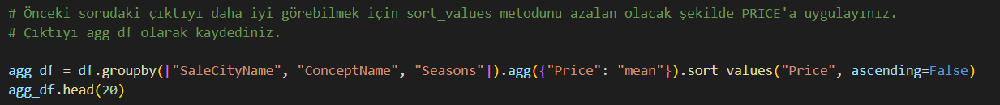 # Önceki sorudaki çıktıyı daha iyi görebilmek için sort_values metodunu azalan olacak şekilde PRICE'a uygulayınız.
# Çıktıyı agg_df olarak kaydediniz.
agg_df = df.groupby(["SaleCityName", "ConceptName", "Seasons"]).agg({"Price": "mean"}).sort_values("Price", ascending=False)
agg_df.head(20)